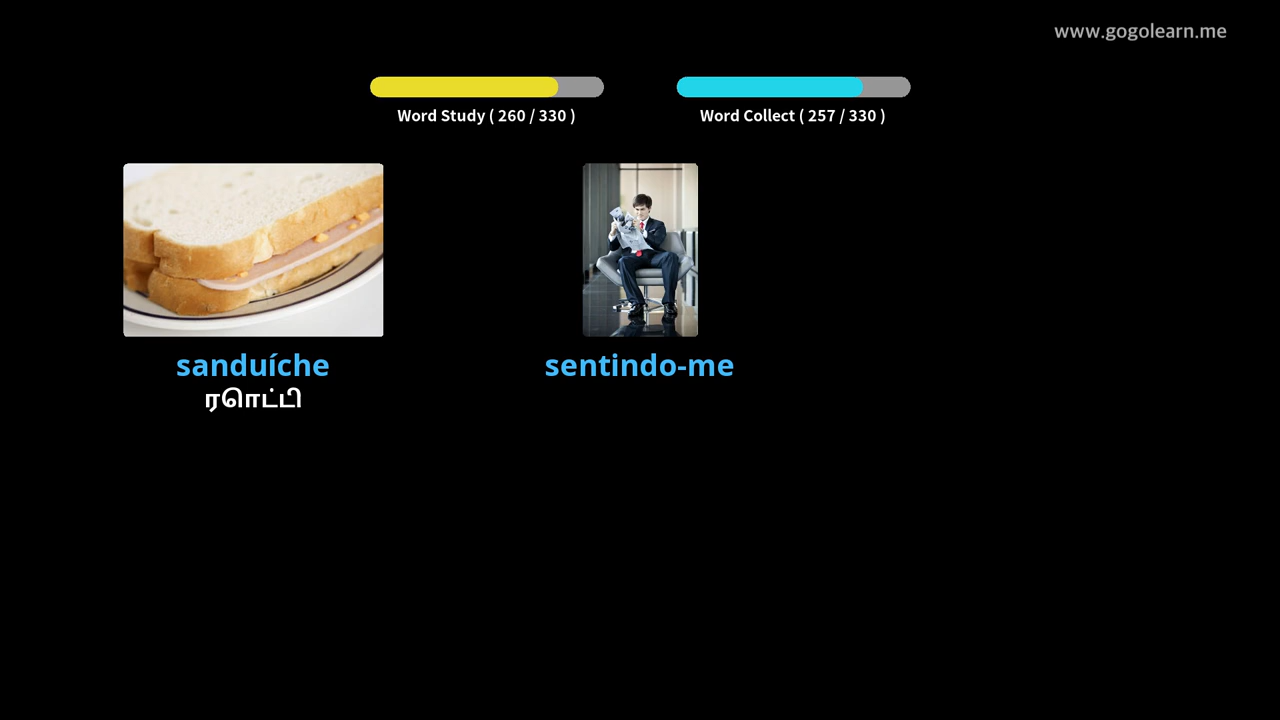 www.gogolearn.me
Word Study ( 260 / 330 )
Word Collect ( 257 / 330 )
sanduíche
ரொட்டி
sentindo-me